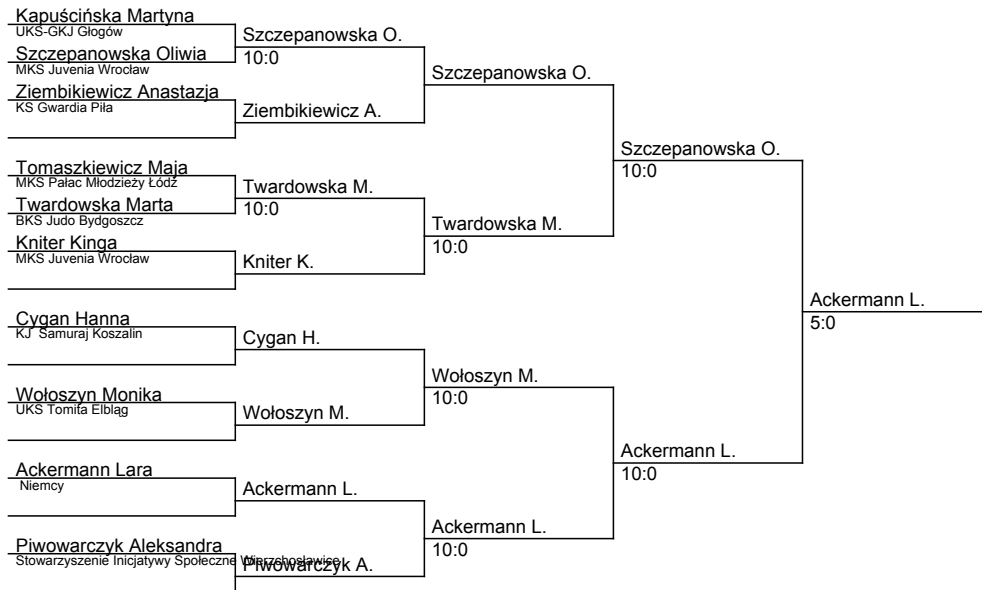 Kapuścińska Martyna
UKS-GKJ Głogów
Szczepanowska Oliwia
MKS Juvenia Wrocław
Ziembikiewicz Anastazja
KS Gwardia Piła
Tomaszkiewicz Maja
MKS Pałac Młodzieży Łódź
Twardowska Marta
BKS Judo Bydgoszcz
Kniter Kinga
MKS Juvenia Wrocław
Cygan Hanna
KJ Samuraj Koszalin
Wołoszyn Monika
UKS Tomita Elbląg
Ackermann Lara
Niemcy
Piwowarczyk Aleksandra
Stowarzyszenie Inicjatywy Społeczne Wierzchosławice
Szczepanowska O.
10:0
Ziembikiewicz A.
Twardowska M.
10:0
Kniter K.
Cygan H.
Wołoszyn M.
Ackermann L.
Piwowarczyk A.
Szczepanowska O.
Twardowska M.
10:0
Wołoszyn M.
10:0
Ackermann L.
10:0
Szczepanowska O.
10:0
Ackermann L.
10:0
Ackermann L.
5:0